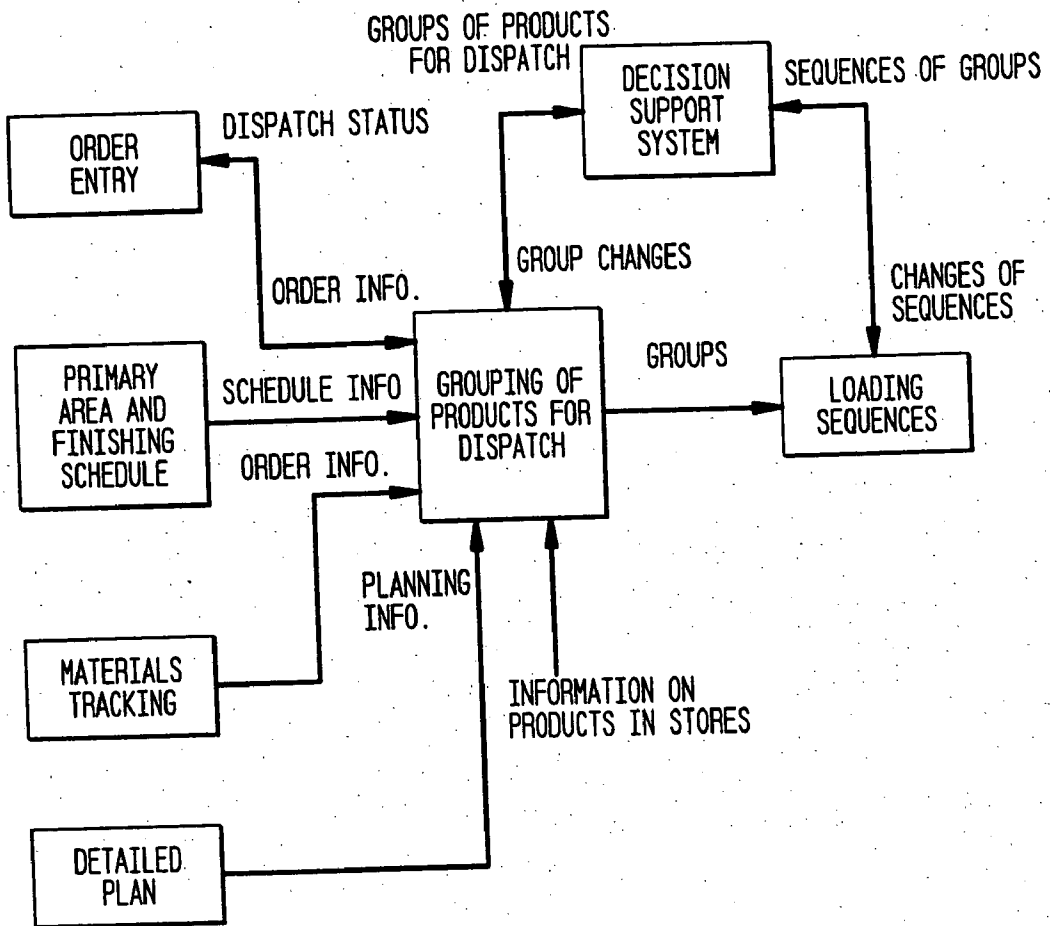 GROUPS OF PRODUCTS
FOR DISPATCH
DECISION
SUPPORT
SYSTEM
SEQUENCES OF GROUPS
ORDER
ENTRY
DISPATCH STATUS
GROUP CHANGES
ORDER INFO.
CHANGES OF
SEQUENCES
PRIMARY
AREA AND
FINISHING
SCHEDULE
SCHEDULE INFO
GROUPING OF
PRODUCTS FOR
DISPATCH
GROUPS
LOADING
SEQUENCES
ORDER INFO.
PLANNING
INFO.
MATERIALS
TRACKING
INFORMATION ON
PRODUCTS IN STORES
DETAILED
PLAN